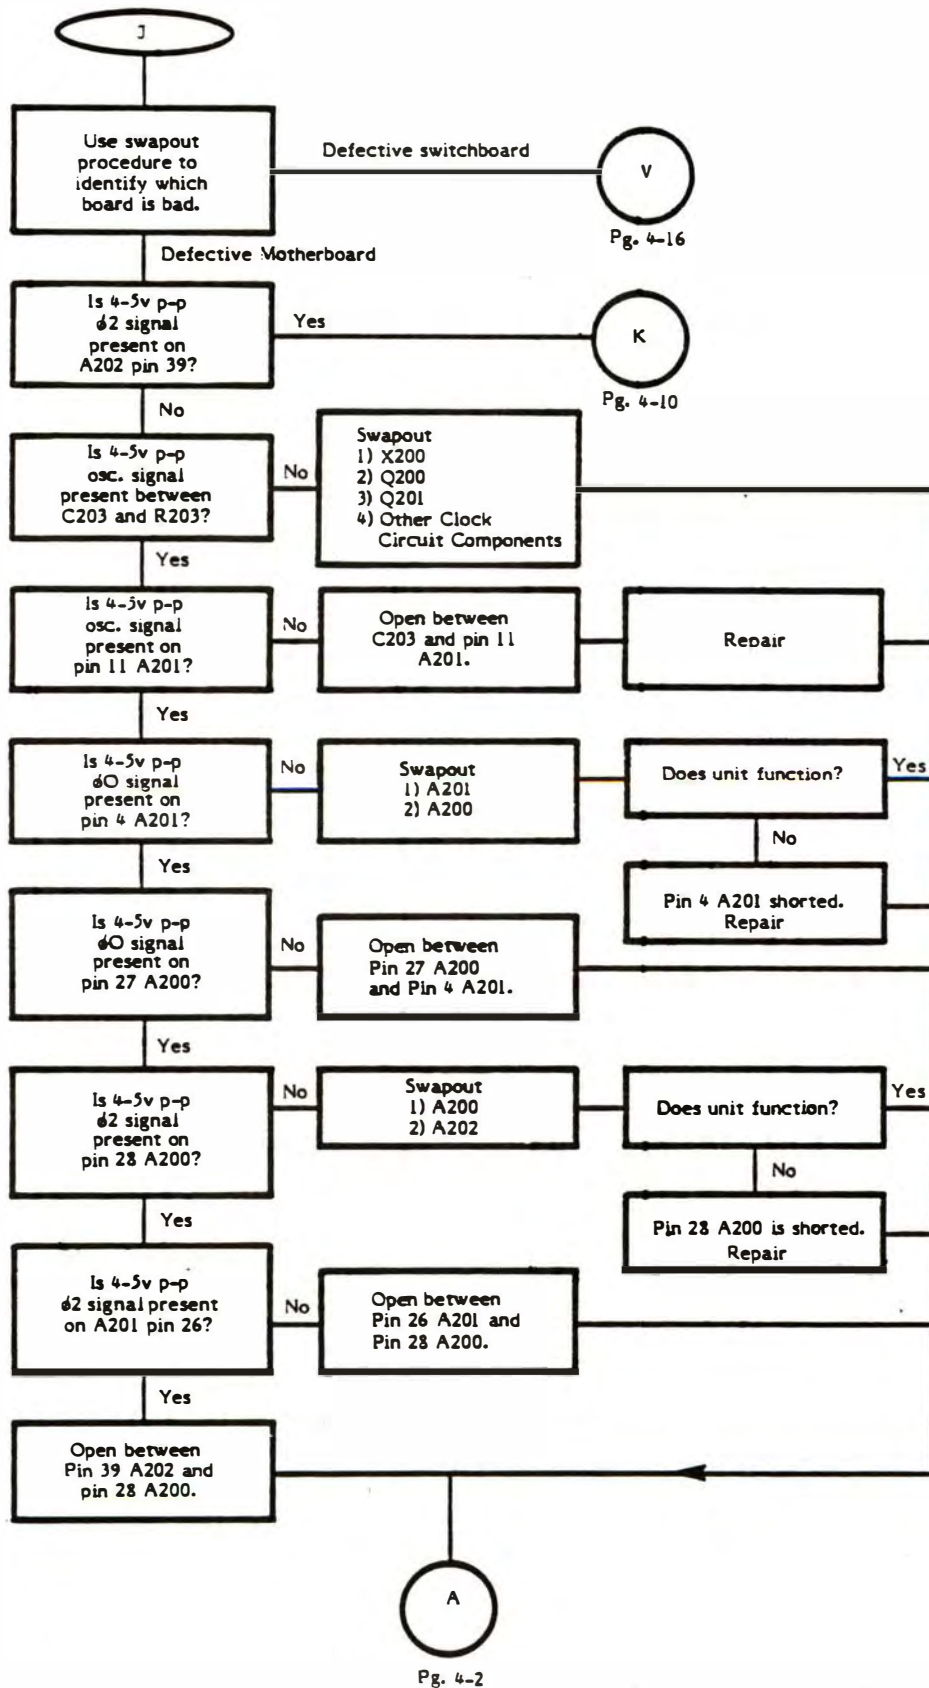 J
Use swapout
procedure to
identify which
board is bad.
Defective switchboard
V
Pg. 4-16
Defective Motherboard
Is 4-5v p-p
ø2 signal
present on
A202 pin 39?
Yes
K
Pg. 4-10
No
Is 4-5v p-p
osc. signal
present between
C203 and R203?
No
Swapout
1) X200
2) Q200
3) Q201
4) Other Clock
Circuit Components
Yes
Is 4-5v p-p
osc. signal
present on
pin 11 A201?
No
Open between
C203 and pin 11
A201.
Repair
Yes
Is 4-5v p-p
øO signal
present on
pin 4 A201?
No
Swapout
1) A201
2) A200
Does unit function?
Yes
No
Pin 4 A201 shorted.
Repair
Yes
Is 4-5v p-p
øO signal
present on
pin 27 A200?
No
Open between
Pin 27 A200
and Pin 4 A201.
Yes
Is 4-5v p-p
ø2 signal
present on
pin 28 A200?
No
Swapout
1) A200
2) A202
Does unit function?
Yes
No
Pin 28 A200 is shorted.
Repair
Yes
Is 4-5v p-p
ø2 signal present
on A201 pin 26?
No
Open between
Pin 26 A201 and
Pin 28 A200.
Yes
Open between
Pin 39 A202 and
pin 28 A200.
A
Pg. 4-2